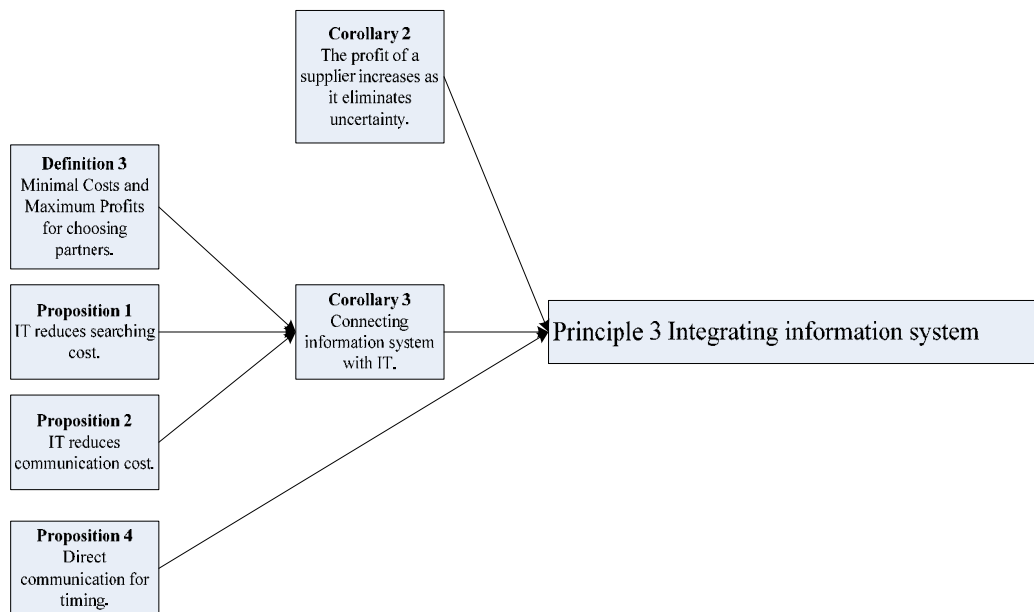 Corollary 2
The profit of a
supplier increases as
it eliminates
uncertainty.
Definition 3
Minimal Costs and
Maximum Profits
for choosing
partners.
Proposition 1
IT reduces searching
cost.
Corollary 3
Connecting
information system
with IT.
Principle 3 Integrating information system
Proposition 2
IT reduces
communication cost.
Proposition 4
Direct
communication for
timing.